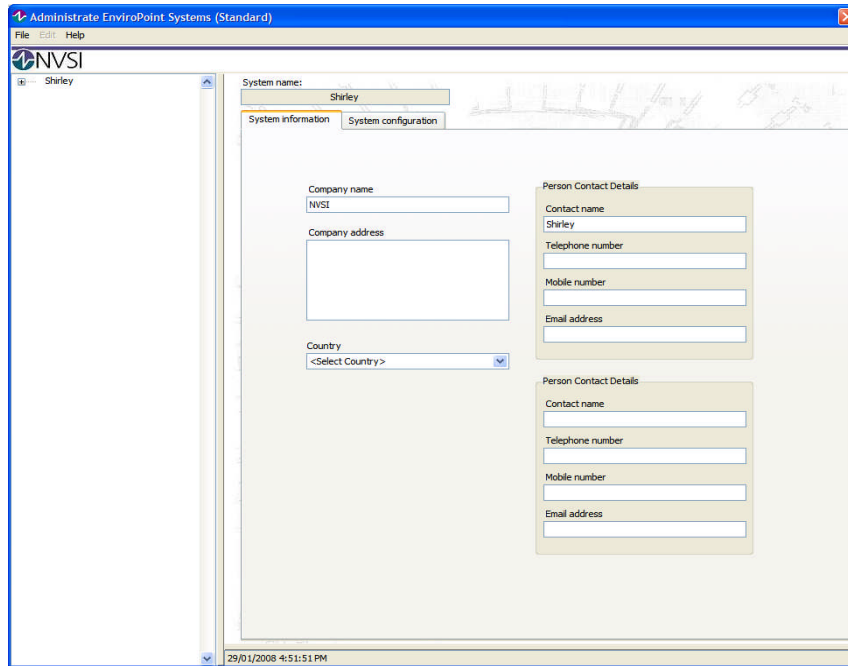 Administrate EnviroPoint Systems (Standard)
File Edit Help
NVSI
Shirley
System name:
Shirley
System information System configuration
Company name
NVSI
Company address
Country
<Select Country>
Person Contact Details
Contact name
Shirley
Telephone number
Mobile number
Email address
Person Contact Details
Contact name
Telephone number
Mobile number
Email address
29/01/2008 4:51:51 PM